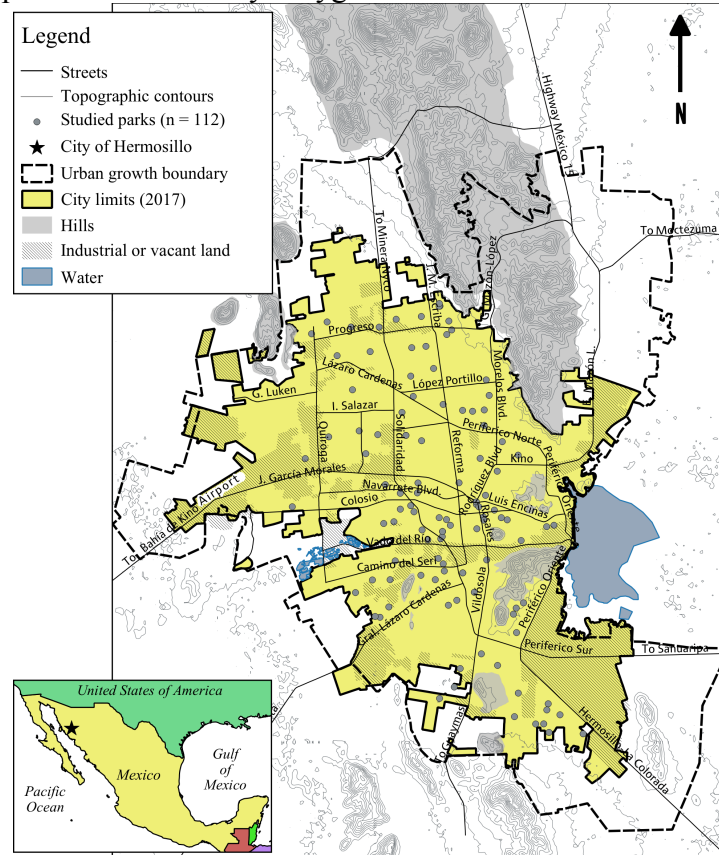 Legend
Streets
Topographic contours
Studied parks (n = 112)
City of Hermosillo
Urban growth boundary
City limits (2017)
Hills
Industrial or vacant land
Water
N
Highway México 15
To Moctezuma
To Minera Nyco
J. M. Escriba
Progreso
Lázaro Cardenas
López Portillo
Morelos Blvd.
G. Luken
I. Salazar
Quiroga
Solidaridad
Reforma
Periferico Norte
Kino
Periférico Oriente
J. García Morales
Navarrete Blvd.
Colosio
Rodríguez Blvd
Rosales
Luis Encinas
To Bahía de Kino
Airport
Vado del Río
Camino del Seri
Vildosola
Periférico Oriente
Gral. Lázaro Cardenas
Periferico Sur
To Sahuaripa
To Guaymas
Hermosillo-La Colorada
United States of America
Mexico
Gulf
of
Mexico
Pacific
Ocean